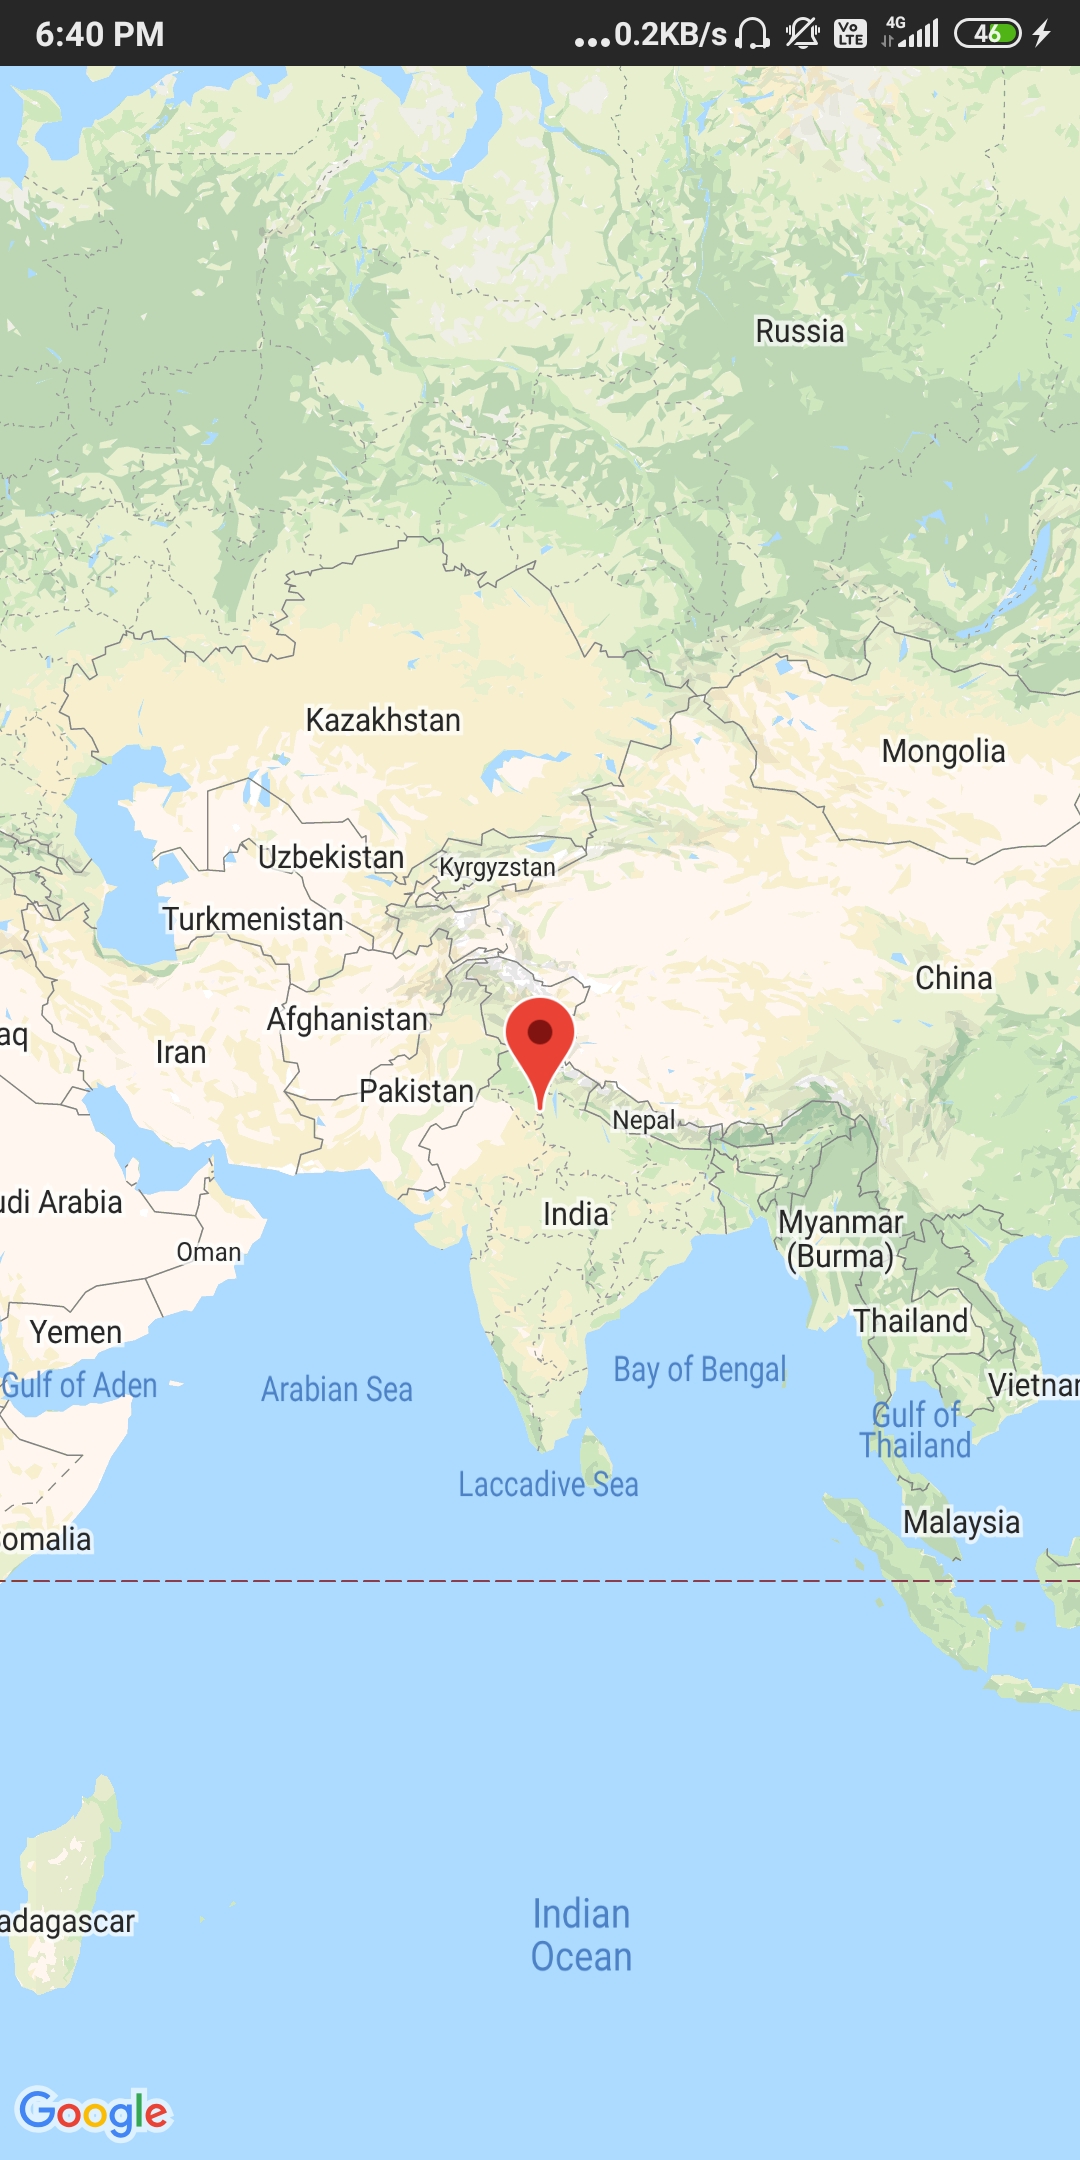 6:40 PM
...0.2KB/s
Vo
LTE
4G
46
Russia
Kazakhstan
Mongolia
Uzbekistan
Kyrgyzstan
Turkmenistan
China
Afghanistan
aq
Iran
Pakistan
Nepal
udi Arabia
India
Myanmar
(Burma)
Oman
Thailand
Yemen
Bay of Bengal
Gulf of Aden
Arabian Sea
Vietnar
Gulf of
Thailand
Laccadive Sea
Malaysia
omalia
Indian
Ocean
adagascar
Google